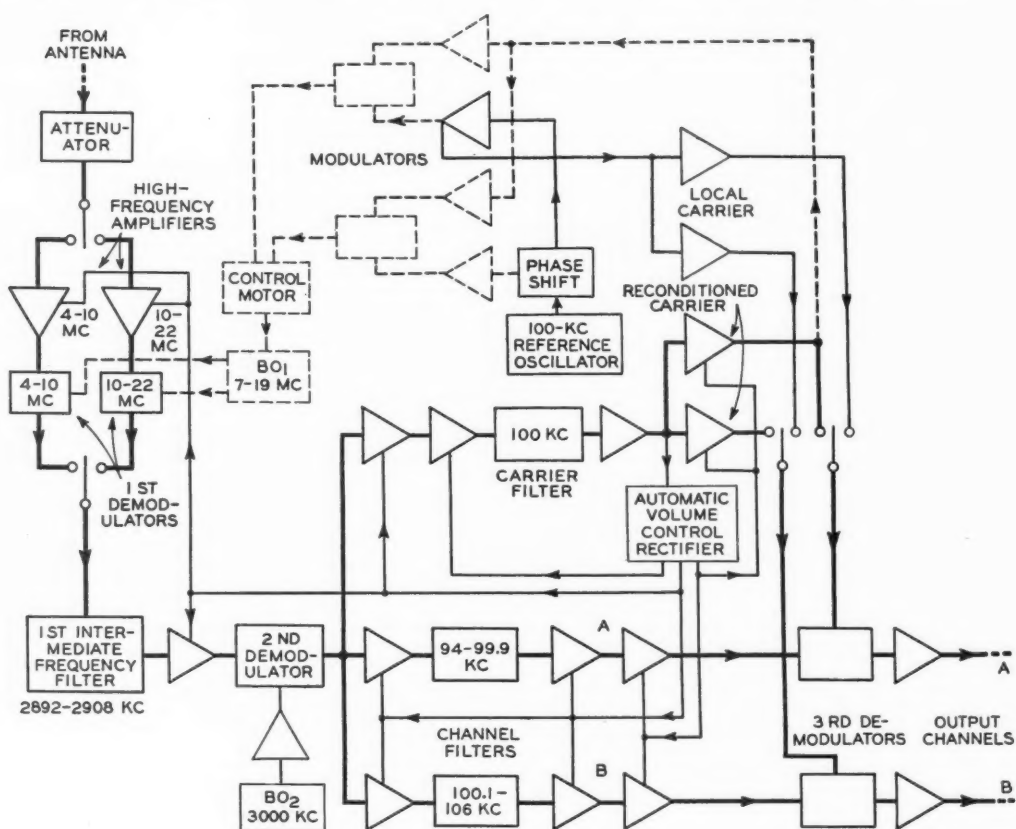 FROM
ANTENNA
ATTENU-
ATOR
HIGH-
FREQUENCY
AMPLIFIERS
4-10
MC
10-
22
MC
4-10
MC
10-22
MC
1ST
DEMOD-
ULATORS
1ST INTER-
MEDIATE
FREQUENCY
FILTER
2892-2908 KC
MODULATORS
CONTROL
MOTOR
BO1
7-19 MC
PHASE
SHIFT
100-KC
REFERENCE
OSCILLATOR
LOCAL
CARRIER
RECONDITIONED
CARRIER
100 KC
CARRIER
FILTER
AUTOMATIC
VOLUME
CONTROL
RECTIFIER
2 ND
DEMOD-
ULATOR
BO2
3000 KC
94-99.9
KC
A
CHANNEL
FILTERS
B
100.1-
106 KC
3 RD DE-
MODULATORS
OUTPUT
CHANNELS
A
B